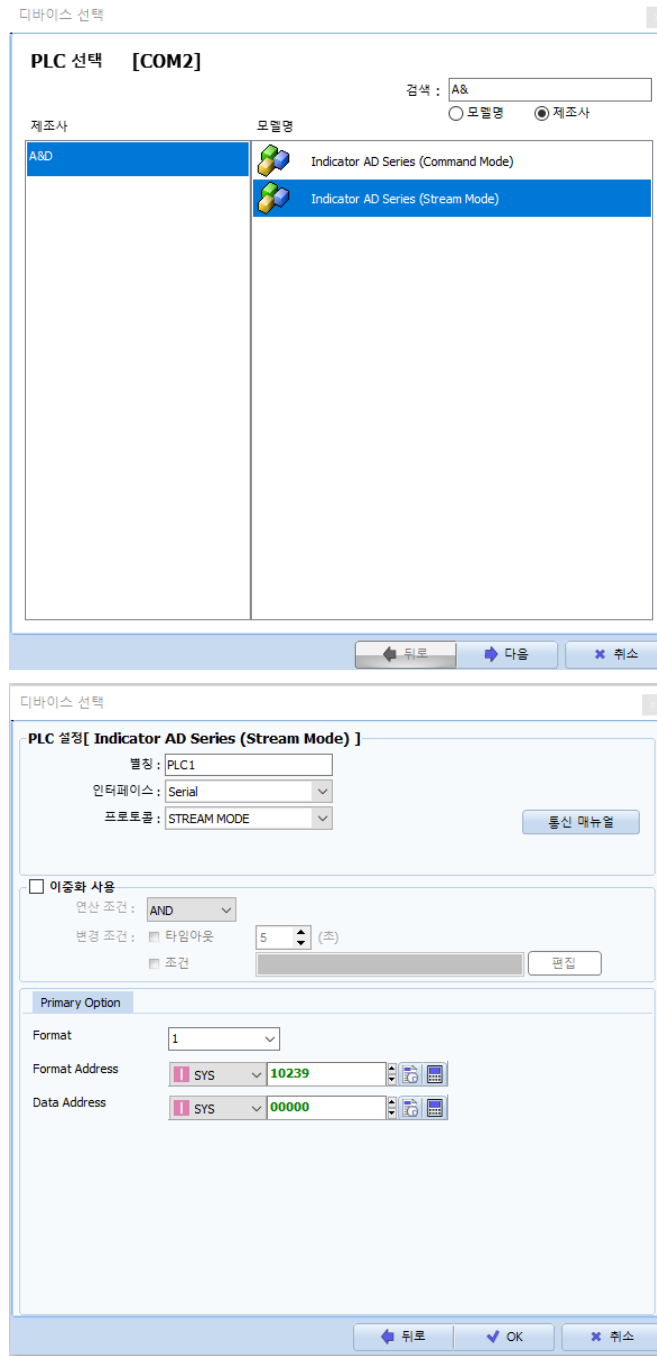 디바이스 선택
PLC 선택 [COM2]
검색 : A&
모델명 제조사
제조사 모델명
A&D
Indicator AD Series (Command Mode)
Indicator AD Series (Stream Mode)
뒤로 다음 취소
디바이스 선택
PLC 설정[ Indicator AD Series (Stream Mode) ]
별칭 : PLC1
인터페이스 : Serial
프로토콜 : STREAM MODE
통신 매뉴얼
이중화 사용
연산 조건 : AND
변경 조건 : 타임아웃 5 (초)
조건 편집
Primary Option
Format 1
Format Address SYS 10239
Data Address SYS 00000
뒤로 OK 취소